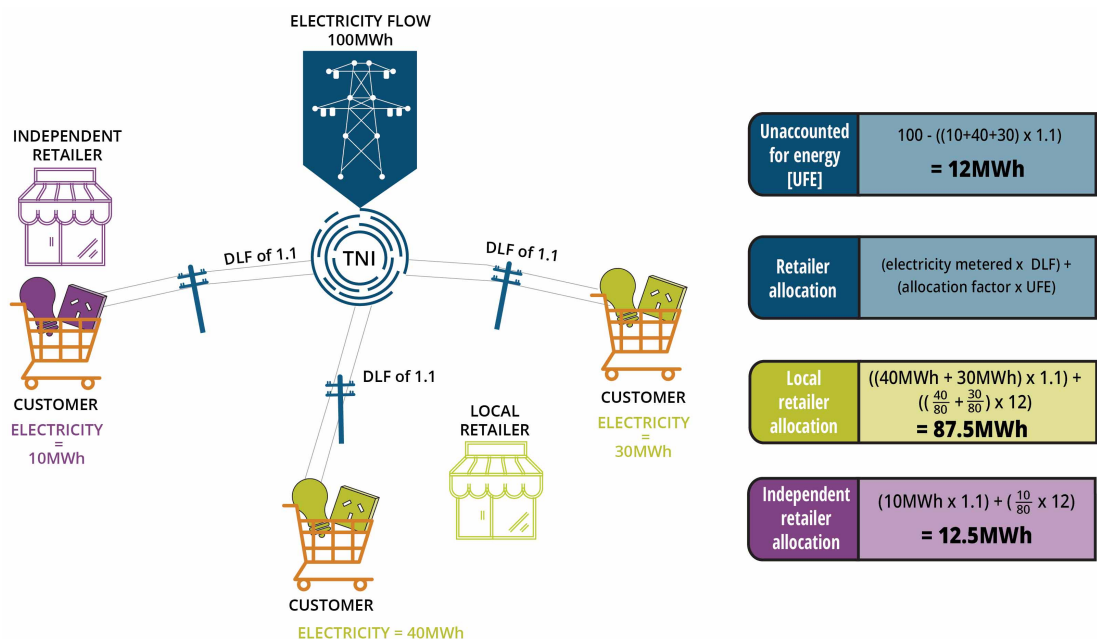 ELECTRICITY FLOW
100MWh
INDEPENDENT
RETAILER
DLF of 1.1
TNI
DLF of 1.1
CUSTOMER
ELECTRICITY
=
10MWh
DLF of 1.1
LOCAL
RETAILER
CUSTOMER
ELECTRICITY
=
30MWh
CUSTOMER
ELECTRICITY = 40MWh
Unaccounted
for energy
[UFE]
100 - ((10+40+30) x 1.1)
= 12MWh
Retailer
allocation
(electricity metered x DLF) +
(allocation factor x UFE)
Local
retailer
allocation
((40MWh + 30MWh) x 1.1) +
((40/80 + 30/80) x 12)
= 87.5MWh
Independent
retailer
allocation
(10MWh x 1.1) + (10/80 x 12)
= 12.5MWh